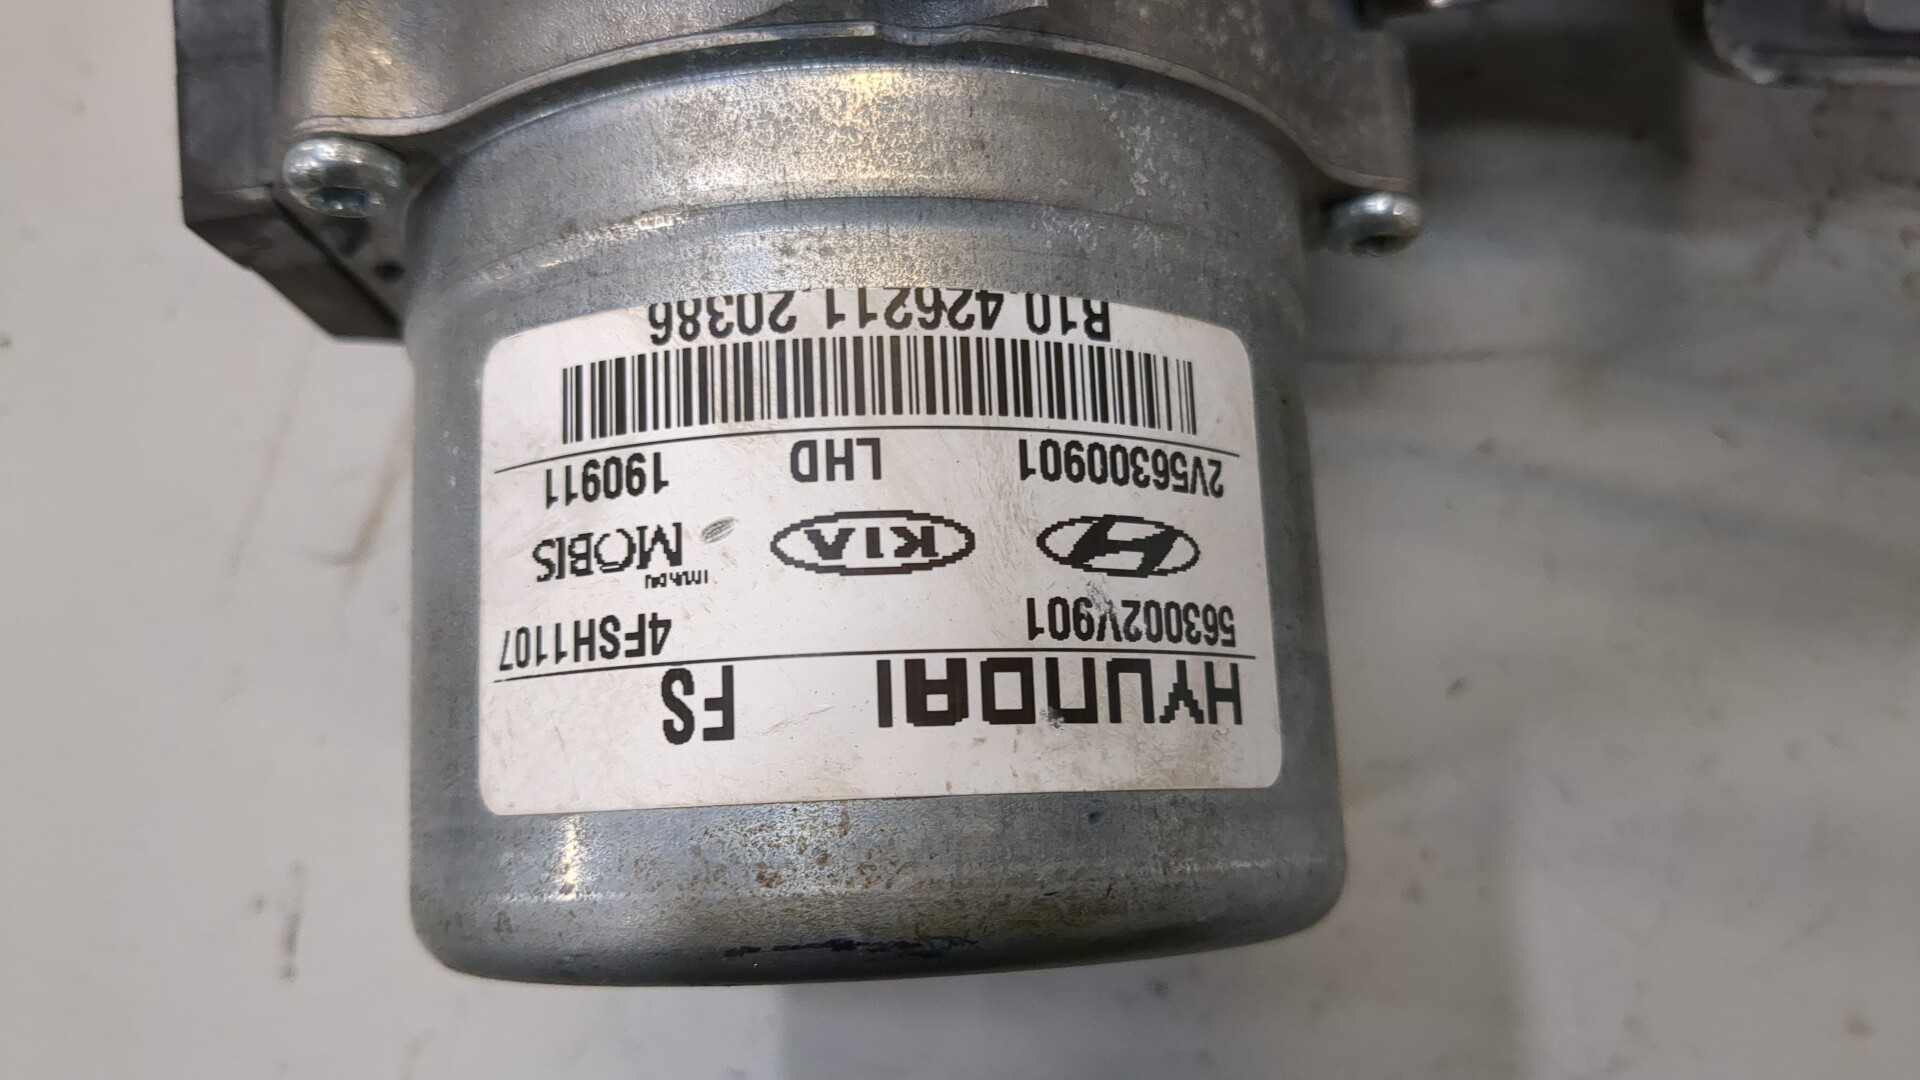 HYUNDAI FS
563002V901 4FSH1107
KIA MOBIS
2V56300901 LHD 190911
R10.426211.20386